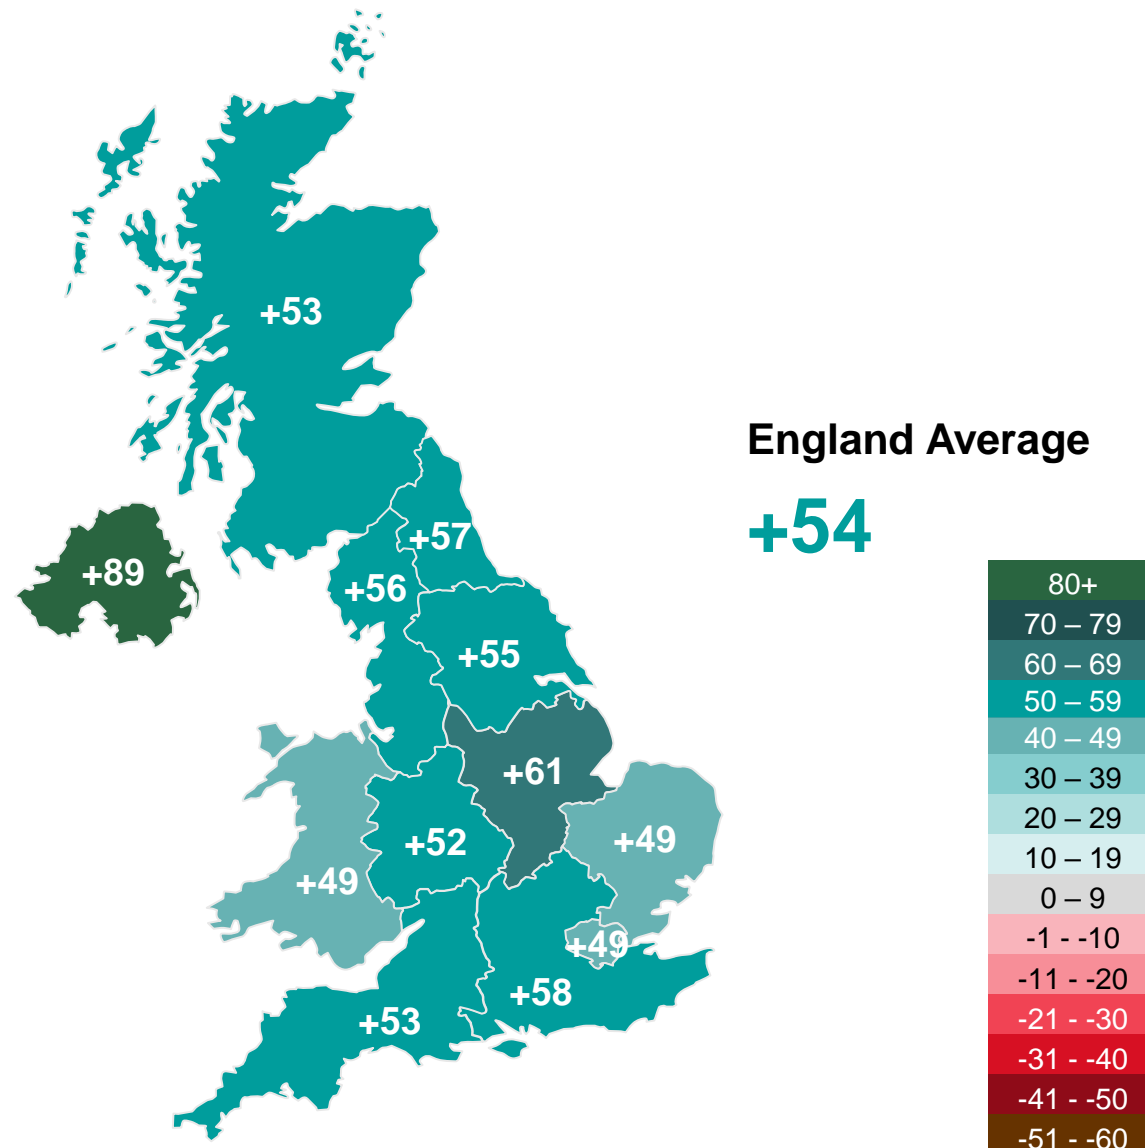 +53
England Average
+54
+57
+89
+56
+55
+61
+52
+49
+49
+49
+58
+53
80+
70 – 79
60 – 69
50 – 59
40 – 49
30 – 39
20 – 29
10 – 19
0 – 9
-1 - -10
-11 - -20
-21 - -30
-31 - -40
-41 - -50
-51 - -60